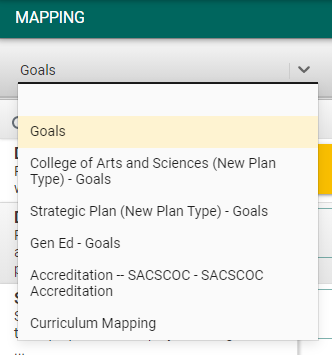 MAPPING
Goals
Goals
College of Arts and Sciences (New Plan
Type) - Goals
Strategic Plan (New Plan Type) - Goals
Gen Ed - Goals
Accreditation -- SACSCOC - SACSCOC
Accreditation
Curriculum Mapping
...